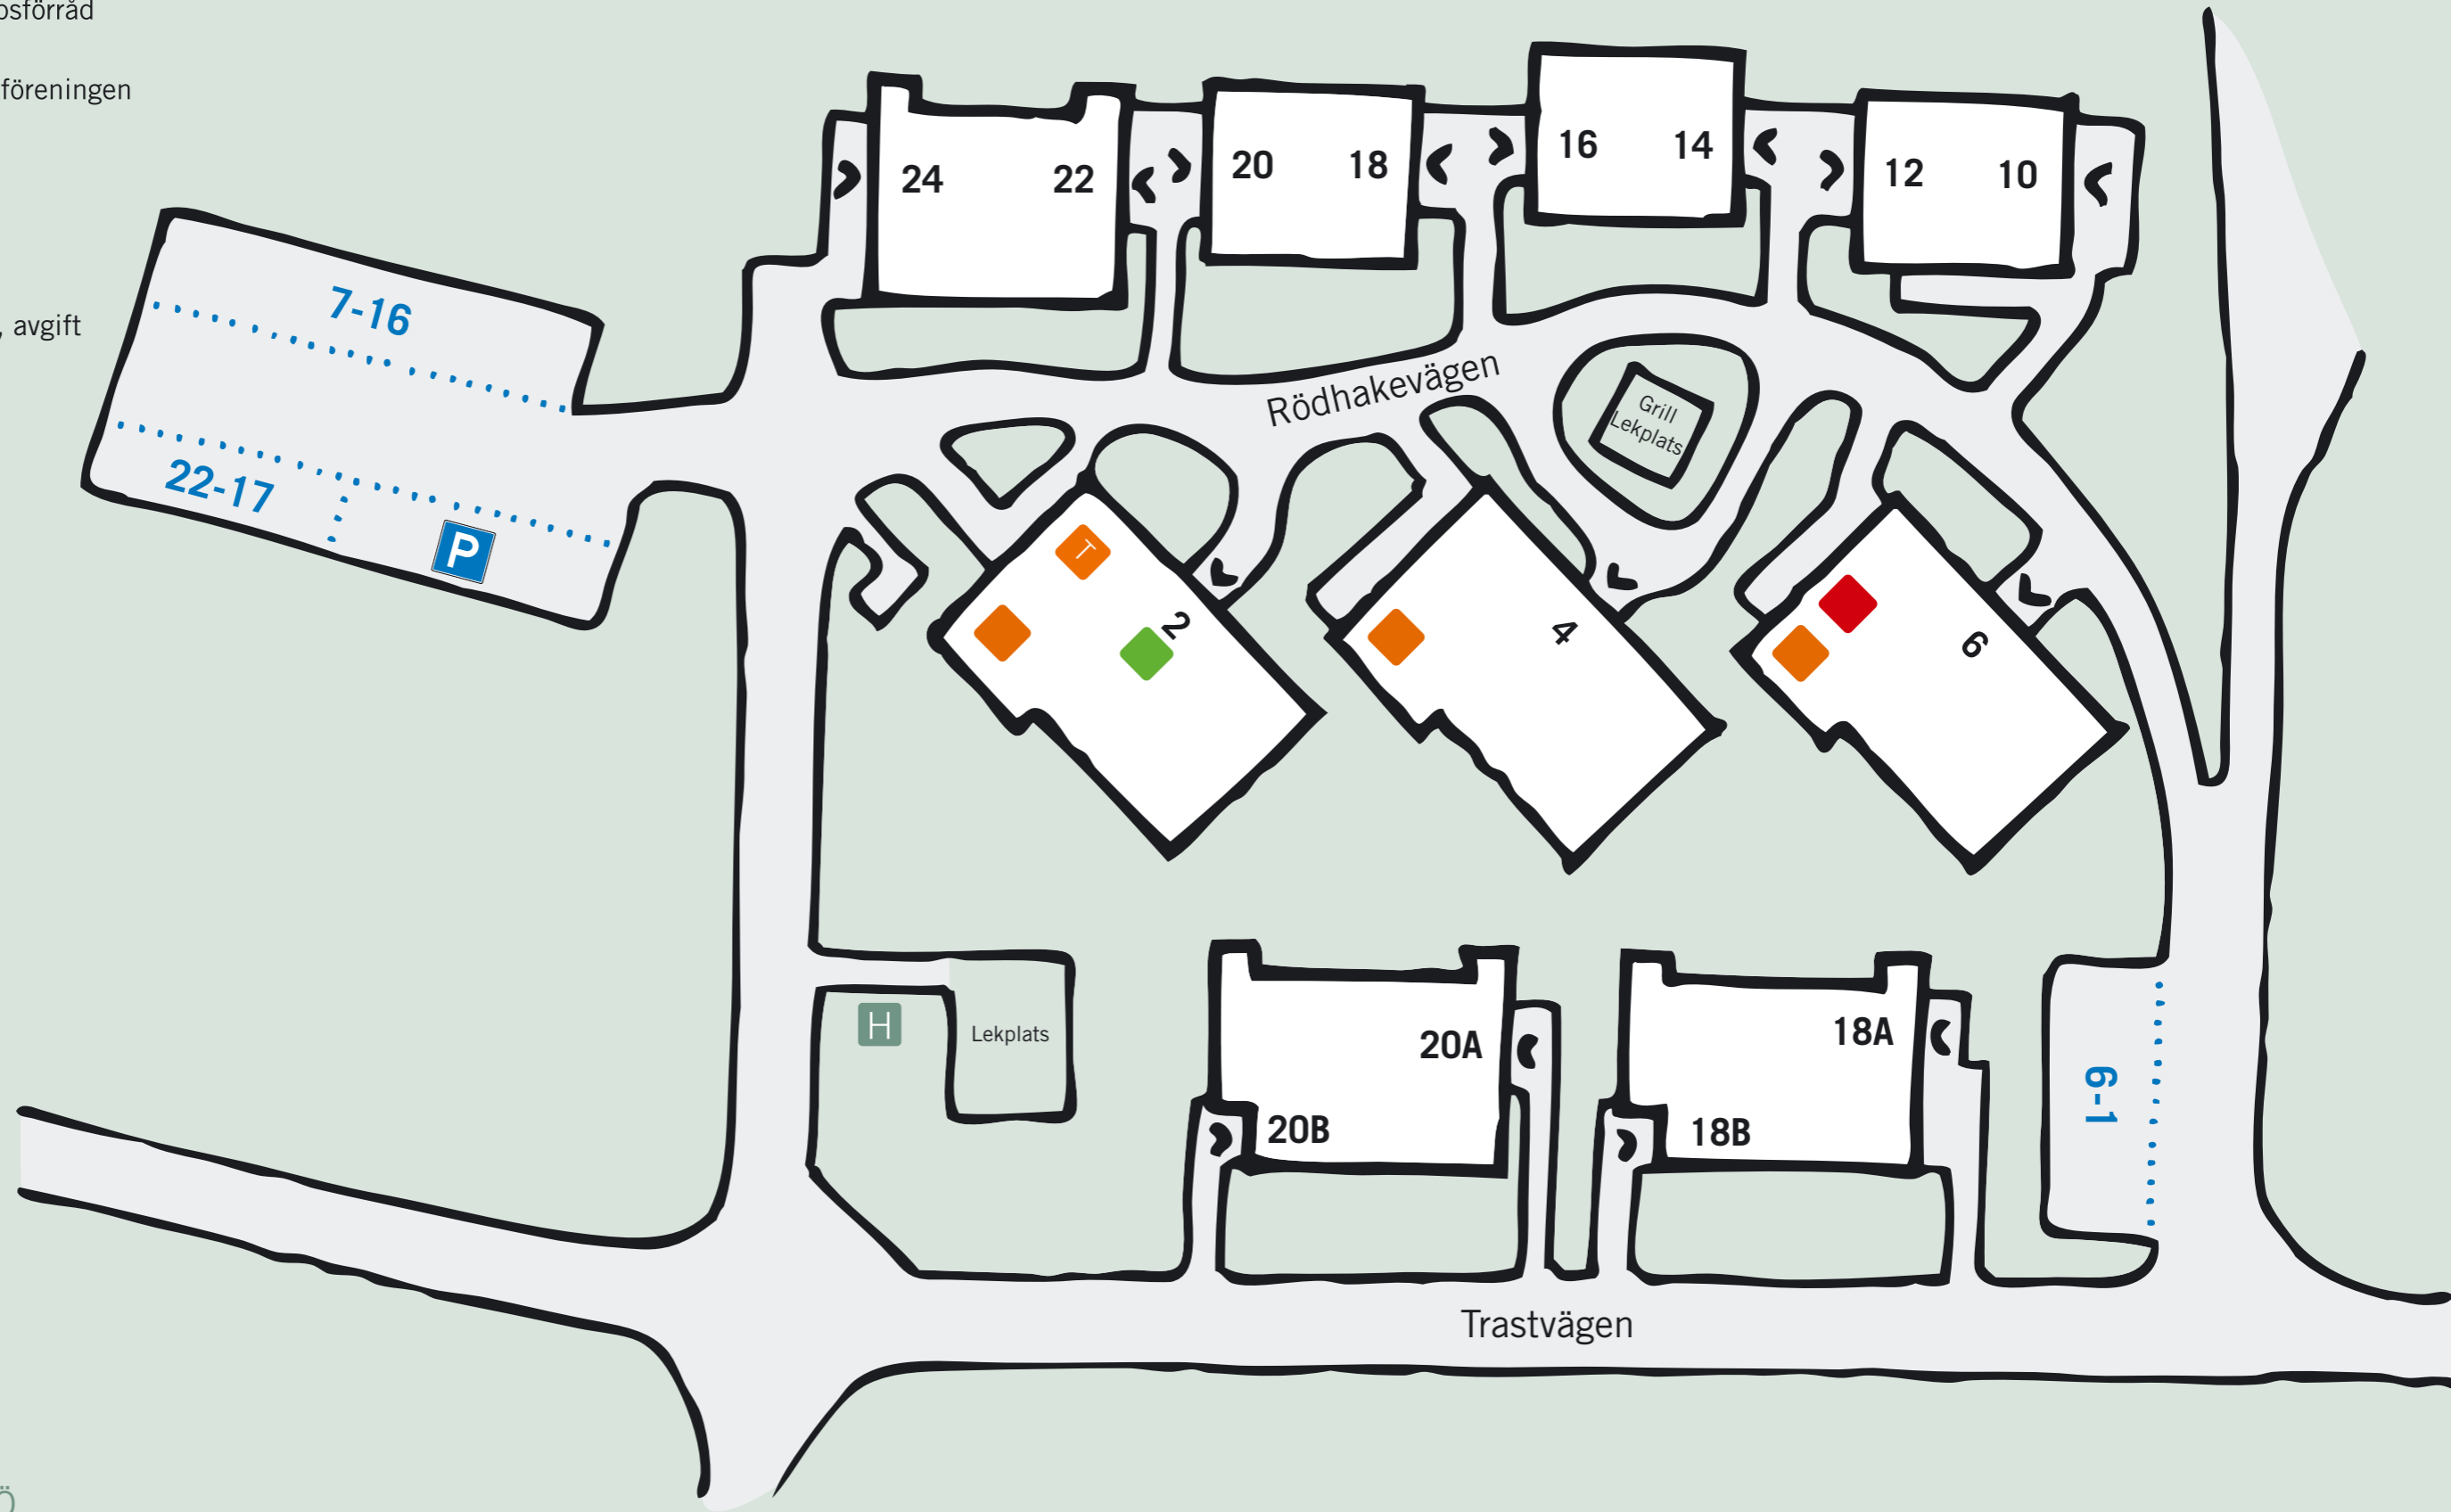 föreningen
, avgift
24 22
20 18
16 14
12 10
7-16
22-17
P
Rödhakevägen
Grill
Lekplats
T
2
4
6
H
Lekplats
20A
20B
18A
18B
6-1
Trastvägen